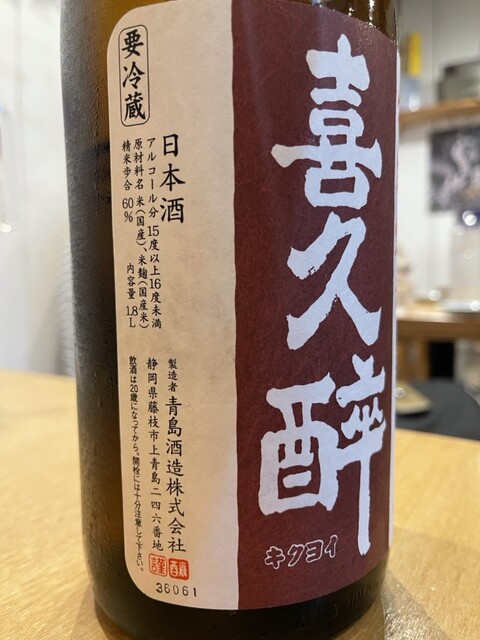 喜久醉
キクヨイ
要冷蔵
日本酒
アルコール分 15度以上16度未満
原材料名 米(国産)、米麹(国産米)
精米歩合 60%
内容量 1.8L
製造者 青島酒造株式会社
静岡県藤枝市上青島二四六番地
飲酒は20歳になってから。開栓には十分注意して下さい。
謹醸
36061